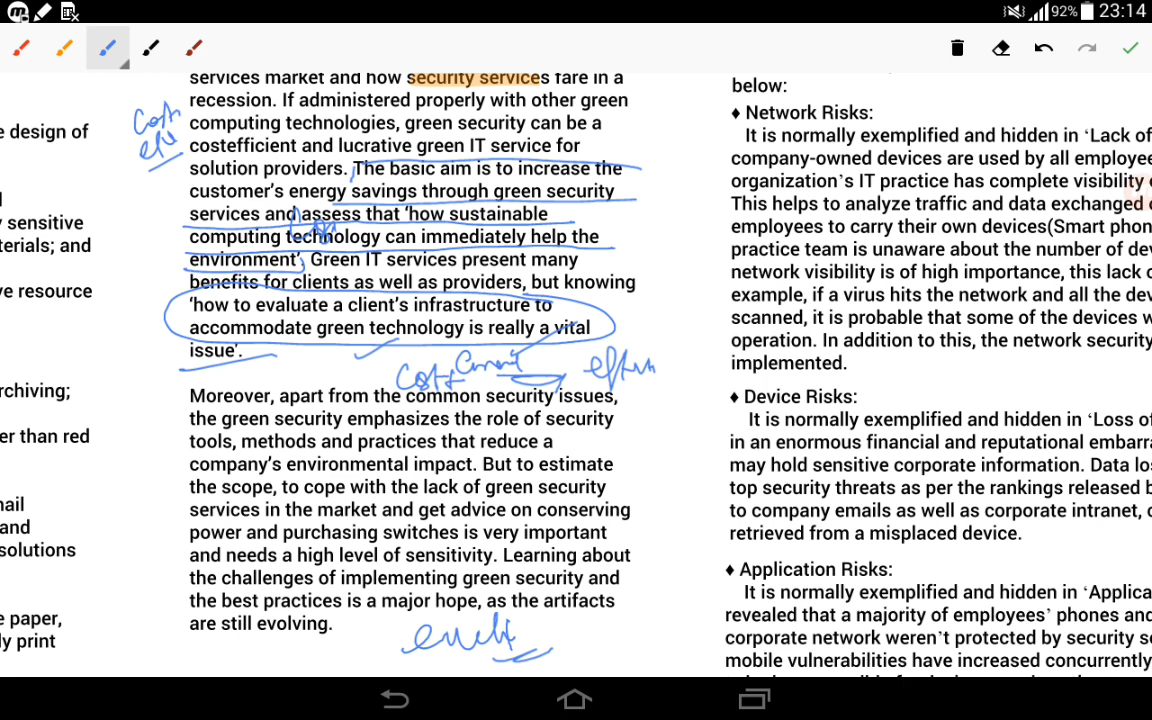 92% 23:14
e design of
sensitive
terials; and
ve resource
rchiving;
er than red
nail
and
solutions
e paper,
ly print
services market and how security services fare in a
recession. If administered properly with other green
computing technologies, green security can be a
costefficient and lucrative green IT service for
solution providers. The basic aim is to increase the
customer's energy savings through green security
services and assess that 'how sustainable
computing technology can immediately help the
environment'. Green IT services present many
benefits for clients as well as providers, but knowing
'how to evaluate a client's infrastructure to
accommodate green technology is really a vital
issue'.
Moreover, apart from the common security issues,
the green security emphasizes the role of security
tools, methods and practices that reduce a
company's environmental impact. But to estimate
the scope, to cope with the lack of green security
services in the market and get advice on conserving
power and purchasing switches is very important
and needs a high level of sensitivity. Learning about
the challenges of implementing green security and
the best practices is a major hope, as the artifacts
are still evolving.
below:
♦ Network Risks:
It is normally exemplified and hidden in 'Lack of
company-owned devices are used by all employee
organization's IT practice has complete visibility
This helps to analyze traffic and data exchanged
employees to carry their own devices(Smart phon
practice team is unaware about the number of dev
network visibility is of high importance, this lack o
example, if a virus hits the network and all the dev
scanned, it is probable that some of the devices w
operation. In addition to this, the network security
implemented.
♦ Device Risks:
It is normally exemplified and hidden in 'Loss of
in an enormous financial and reputational embarra
may hold sensitive corporate information. Data los
top security threats as per the rankings released b
to company emails as well as corporate intranet, c
retrieved from a misplaced device.
♦ Application Risks:
It is normally exemplified and hidden in 'Applica
revealed that a majority of employees' phones and
corporate network weren't protected by security s
mobile vulnerabilities have increased concurrently